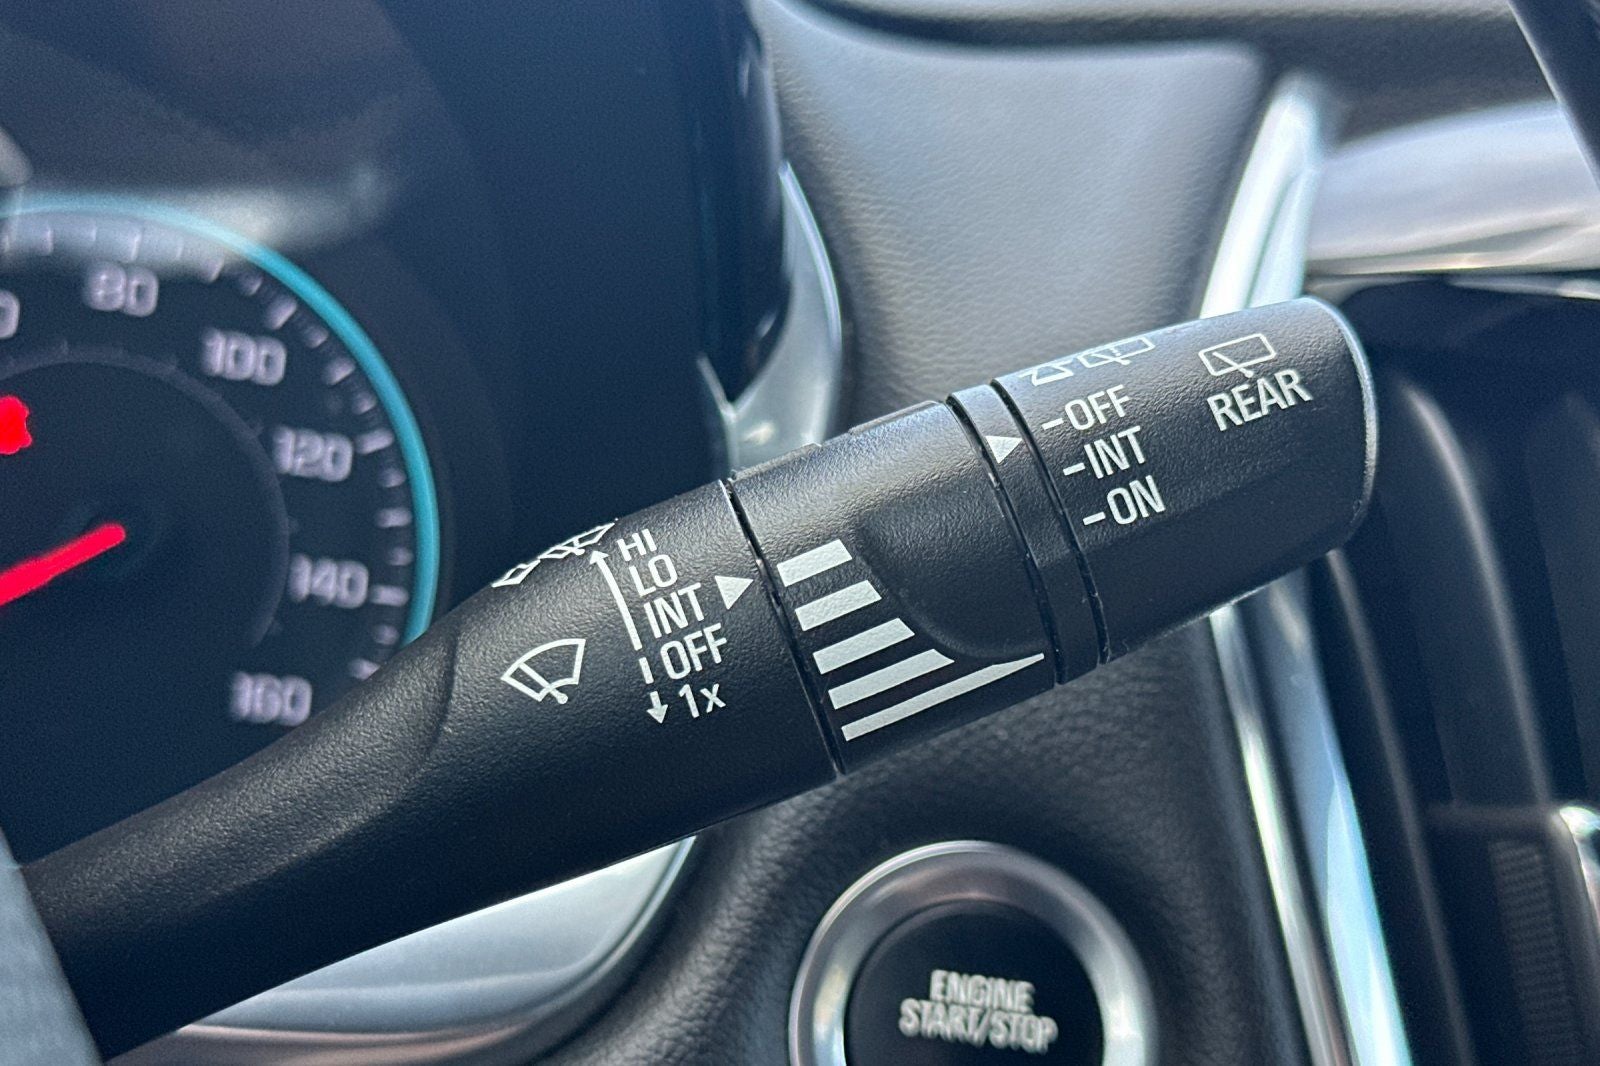 80
100
120
140
160
HI
LO
INT
OFF
1x
-OFF
-INT
-ON
REAR
ENGINE
START/STOP